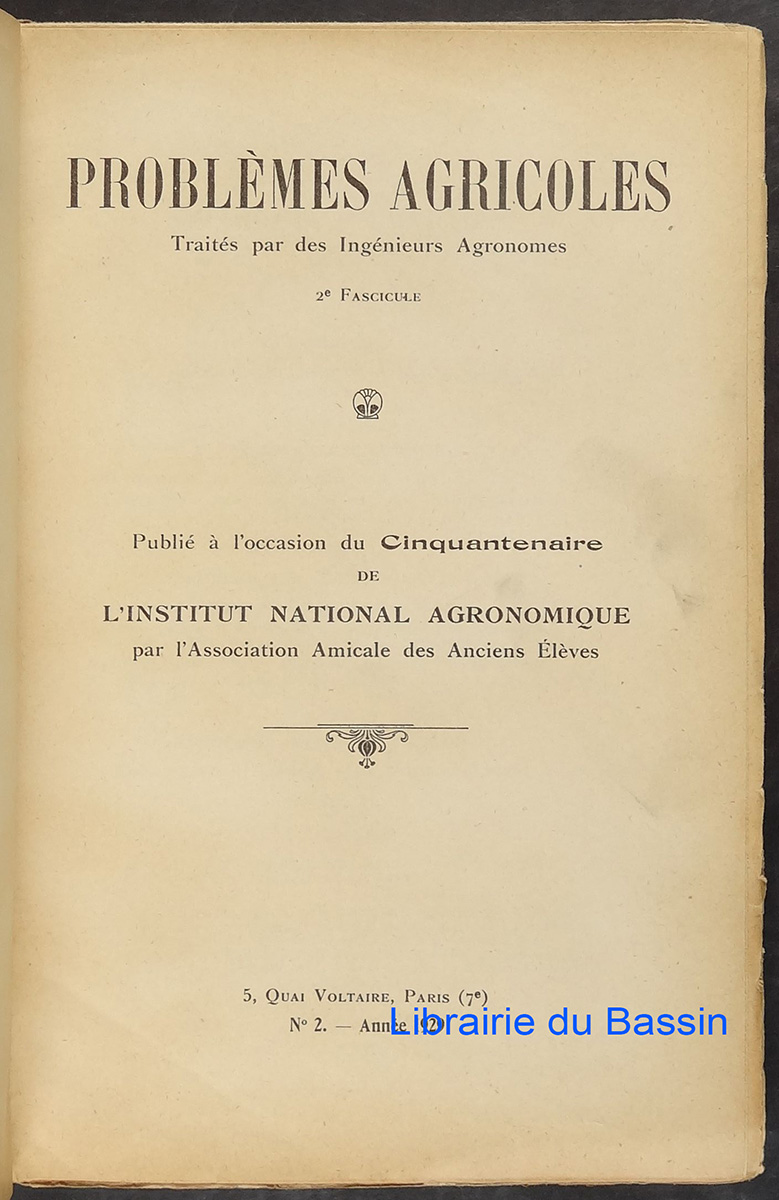 PROBLÈMES AGRICOLES
Traités par des Ingénieurs Agronomes
2e FASCICULE
Publié à l'occasion du Cinquantenaire
DE
L'INSTITUT NATIONAL AGRONOMIQUE
par l'Association Amicale des Anciens Élèves
5, QUAI VOLTAIRE, PARIS (7e)
No 2. — Année
Librairie du Bassin